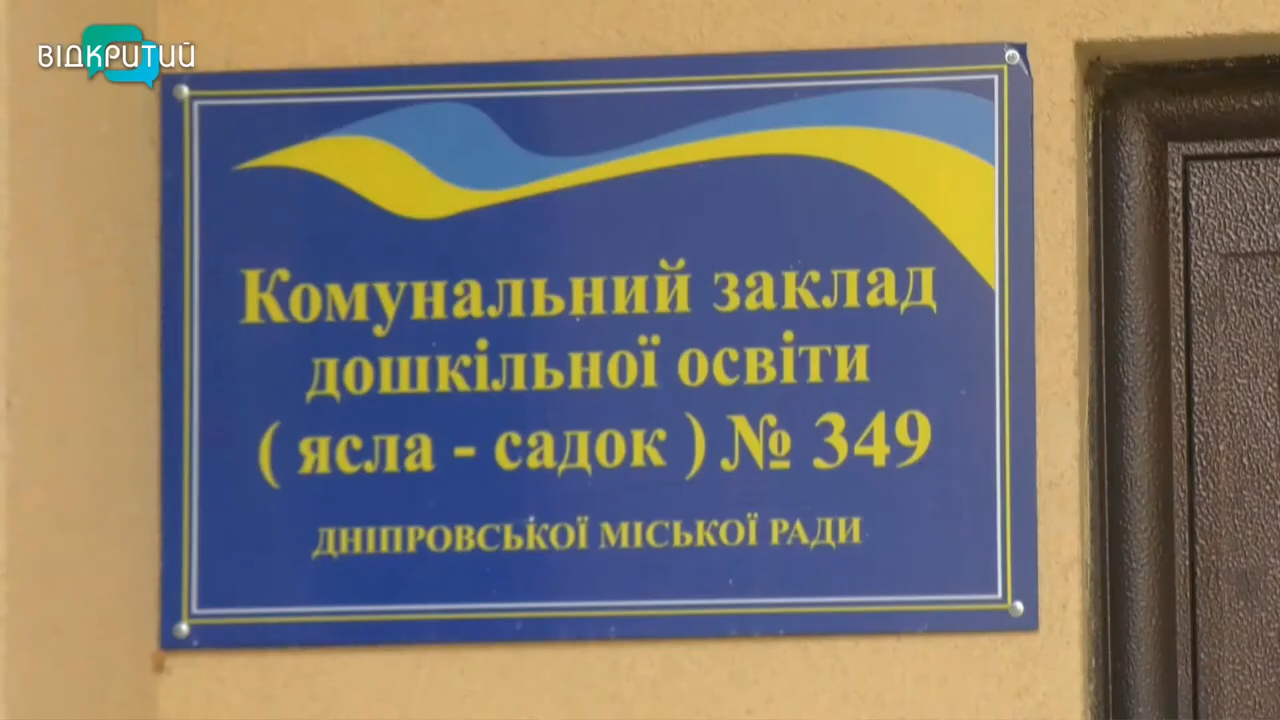 ВІДКРИТИЙ
Комунальний заклад
дошкільної освіти
( ясла - садок ) № 349
ДНІПРОВСЬКОЇ МІСЬКОЇ РАДИ